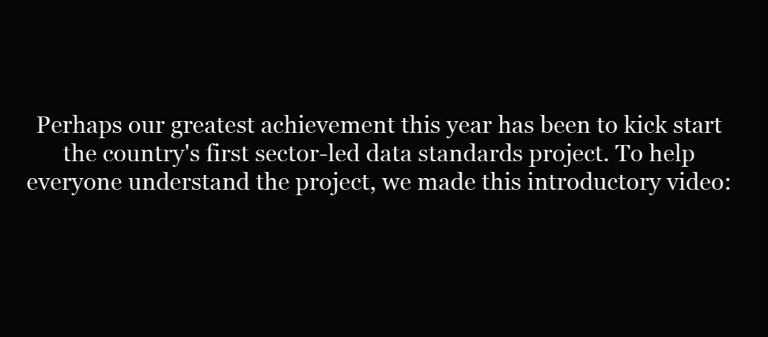 Perhaps our greatest achievement this year has been to kick start
the country's first sector-led data standards project. To help
everyone understand the project, we made this introductory video: